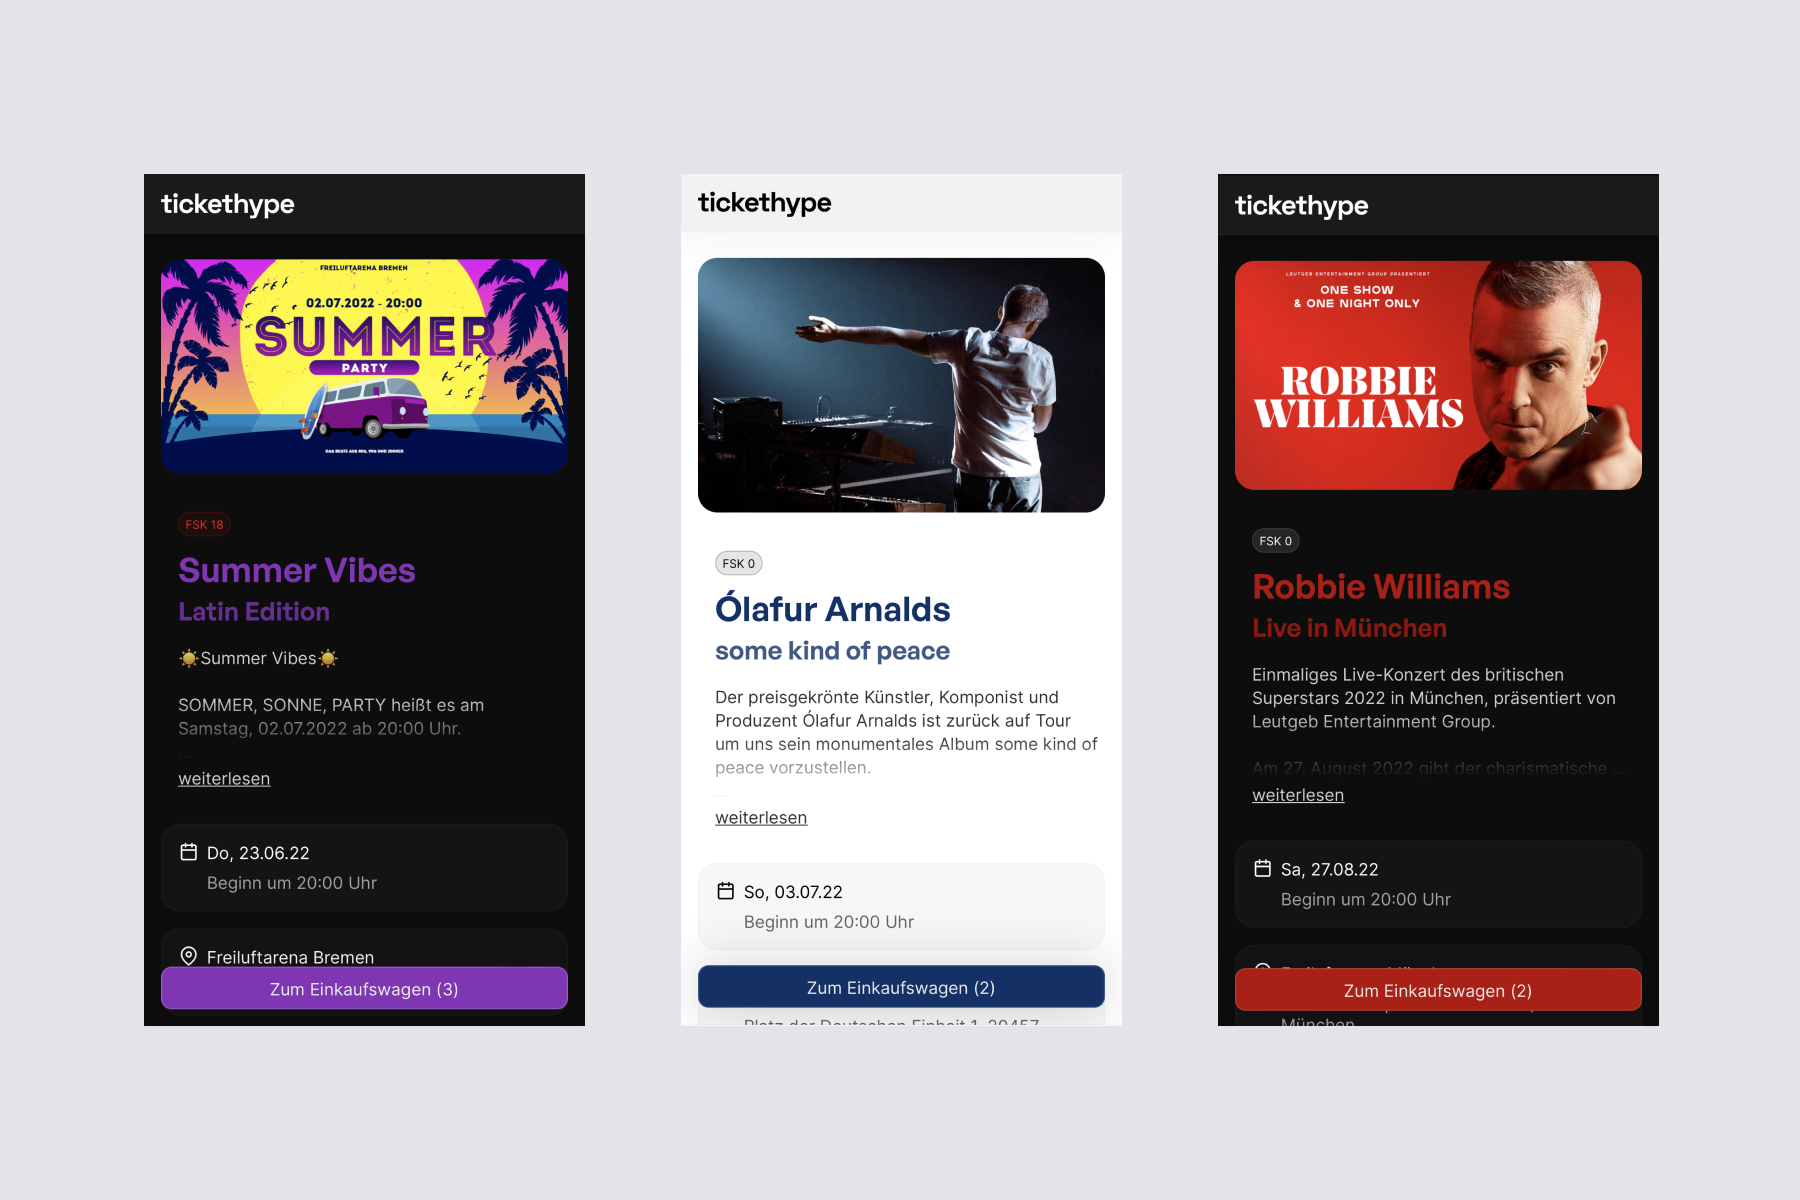 tickethype
FREILUFTARENA BREMEN
02.07.2022 - 20:00
SUMMER
PARTY
DAS BESTE AUS 80S, 90S UND 2000ER
FSK 18
Summer Vibes
Latin Edition
☀️Summer Vibes☀️
SOMMER, SONNE, PARTY heißt es am
Samstag, 02.07.2022 ab 20:00 Uhr.
...
weiterlesen
Do, 23.06.22
Beginn um 20:00 Uhr
Freiluftarena Bremen
Zum Einkaufswagen (3)
tickethype
FSK 0
Ólafur Arnalds
some kind of peace
Der preisgekrönte Künstler, Komponist und
Produzent Ólafur Arnalds ist zurück auf Tour
um uns sein monumentales Album some kind of
peace vorzustellen.
...
weiterlesen
So, 03.07.22
Beginn um 20:00 Uhr
Zum Einkaufswagen (2)
Platz der Deutschen Einheit 1, 20457
tickethype
LEUTGEB ENTERTAINMENT GROUP PRÄSENTIERT
ONE SHOW
& ONE NIGHT ONLY
ROBBIE
WILLIAMS
FSK 0
Robbie Williams
Live in München
Einmaliges Live-Konzert des britischen
Superstars 2022 in München, präsentiert von
Leutgeb Entertainment Group.
Am 27. August 2022 gibt der charismatische ...
weiterlesen
Sa, 27.08.22
Beginn um 20:00 Uhr
Zum Einkaufswagen (2)
München